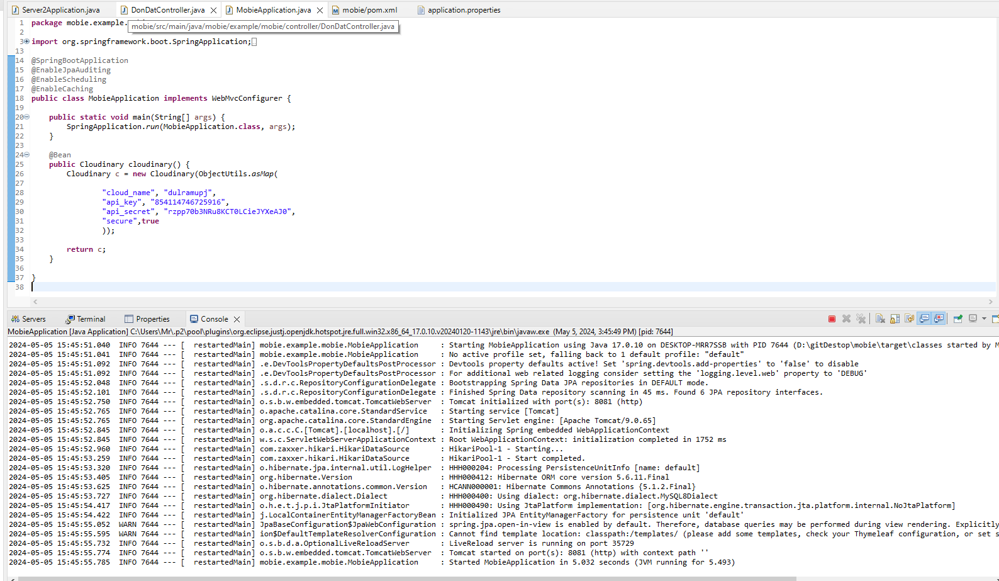 Server2Application.java DonDatController.java MobieApplication.java mobie/pom.xml application.properties
1 package mobie.example.
mobie/src/main/java/mobie/example/mobie/controller/DonDatController.java
2
3 import org.springframework.boot.SpringApplication;
13
14 @SpringBootApplication
15 @EnableJpaAuditing
16 @EnableScheduling
17 @EnableCaching
18 public class MobieApplication implements WebMvcConfigurer {
19
20 public static void main(String[] args) {
21 SpringApplication.run(MobieApplication.class, args);
22 }
23
24 @Bean
25 public Cloudinary cloudinary() {
26 Cloudinary c = new Cloudinary(ObjectUtils.asMap(
27
28 "cloud_name", "dulramupj",
29 "api_key", "854114746725916",
30 "api_secret", "rzpp70b3NRu8KCT0LCieJYXeAJ0",
31 "secure",true
32 ));
33
34 return c;
35 }
36
37 }
38
Servers Terminal Properties Console
MobieApplication [Java Application] C:\Users\Mr\.p2\pool\plugins\org.eclipse.justj.openjdk.hotspot.jre.full.win32.x86_64_17.0.10.v20240120-1143\jre\bin\javaw.exe (May 5, 2024, 3:45:49 PM) [pid: 7644]
2024-05-05 15:45:51.040 INFO 7644 --- [ restartedMain] mobie.example.mobie.MobieApplication : Starting MobieApplication using Java 17.0.10 on DESKTOP-MRR7SSB with PID 7644 (D:\gitDestop\mobie\target\classes started by M
2024-05-05 15:45:51.041 INFO 7644 --- [ restartedMain] mobie.example.mobie.MobieApplication : No active profile set, falling back to 1 default profile: "default"
2024-05-05 15:45:51.092 INFO 7644 --- [ restartedMain] .e.DevToolsPropertyDefaultsPostProcessor : Devtools property defaults active! Set 'spring.devtools.add-properties' to 'false' to disable
2024-05-05 15:45:51.092 INFO 7644 --- [ restartedMain] .e.DevToolsPropertyDefaultsPostProcessor : For additional web related logging consider setting the 'logging.level.web' property to 'DEBUG'
2024-05-05 15:45:52.048 INFO 7644 --- [ restartedMain] .s.d.r.c.RepositoryConfigurationDelegate : Bootstrapping Spring Data JPA repositories in DEFAULT mode.
2024-05-05 15:45:52.101 INFO 7644 --- [ restartedMain] .s.d.r.c.RepositoryConfigurationDelegate : Finished Spring Data repository scanning in 45 ms. Found 6 JPA repository interfaces.
2024-05-05 15:45:52.750 INFO 7644 --- [ restartedMain] o.s.b.w.embedded.tomcat.TomcatWebServer : Tomcat initialized with port(s): 8081 (http)
2024-05-05 15:45:52.765 INFO 7644 --- [ restartedMain] o.apache.catalina.core.StandardService : Starting service [Tomcat]
2024-05-05 15:45:52.765 INFO 7644 --- [ restartedMain] org.apache.catalina.core.StandardEngine : Starting Servlet engine: [Apache Tomcat/9.0.65]
2024-05-05 15:45:52.845 INFO 7644 --- [ restartedMain] o.a.c.c.C.[Tomcat].[localhost].[/] : Initializing Spring embedded WebApplicationContext
2024-05-05 15:45:52.845 INFO 7644 --- [ restartedMain] w.s.c.ServletWebServerApplicationContext : Root WebApplicationContext: initialization completed in 1752 ms
2024-05-05 15:45:52.960 INFO 7644 --- [ restartedMain] com.zaxxer.hikari.HikariDataSource : HikariPool-1 - Starting...
2024-05-05 15:45:53.259 INFO 7644 --- [ restartedMain] com.zaxxer.hikari.HikariDataSource : HikariPool-1 - Start completed.
2024-05-05 15:45:53.320 INFO 7644 --- [ restartedMain] o.hibernate.jpa.internal.util.LogHelper : HHH000204: Processing PersistenceUnitInfo [name: default]
2024-05-05 15:45:53.405 INFO 7644 --- [ restartedMain] org.hibernate.Version : HHH000412: Hibernate ORM core version 5.6.11.Final
2024-05-05 15:45:53.625 INFO 7644 --- [ restartedMain] o.hibernate.annotations.common.Version : HCANN000001: Hibernate Commons Annotations {5.1.2.Final}
2024-05-05 15:45:53.727 INFO 7644 --- [ restartedMain] org.hibernate.dialect.Dialect : HHH000400: Using dialect: org.hibernate.dialect.MySQL8Dialect
2024-05-05 15:45:54.417 INFO 7644 --- [ restartedMain] o.h.e.t.j.p.i.JtaPlatformInitiator : HHH000490: Using JtaPlatform implementation: [org.hibernate.engine.transaction.jta.platform.internal.NoJtaPlatform]
2024-05-05 15:45:54.422 INFO 7644 --- [ restartedMain] j.LocalContainerEntityManagerFactoryBean : Initialized JPA EntityManagerFactory for persistence unit 'default'
2024-05-05 15:45:55.052 WARN 7644 --- [ restartedMain] JpaBaseConfiguration$JpaWebConfiguration : spring.jpa.open-in-view is enabled by default. Therefore, database queries may be performed during view rendering. Explicitly
2024-05-05 15:45:55.595 WARN 7644 --- [ restartedMain] ion$DefaultTemplateResolverConfiguration : Cannot find template location: classpath:/templates/ (please add some templates, check your Thymeleaf configuration, or set s
2024-05-05 15:45:55.732 INFO 7644 --- [ restartedMain] o.s.b.d.a.OptionalLiveReloadServer : LiveReload server is running on port 35729
2024-05-05 15:45:55.774 INFO 7644 --- [ restartedMain] o.s.b.w.embedded.tomcat.TomcatWebServer : Tomcat started on port(s): 8081 (http) with context path ''
2024-05-05 15:45:55.785 INFO 7644 --- [ restartedMain] mobie.example.mobie.MobieApplication : Started MobieApplication in 5.032 seconds (JVM running for 5.493)